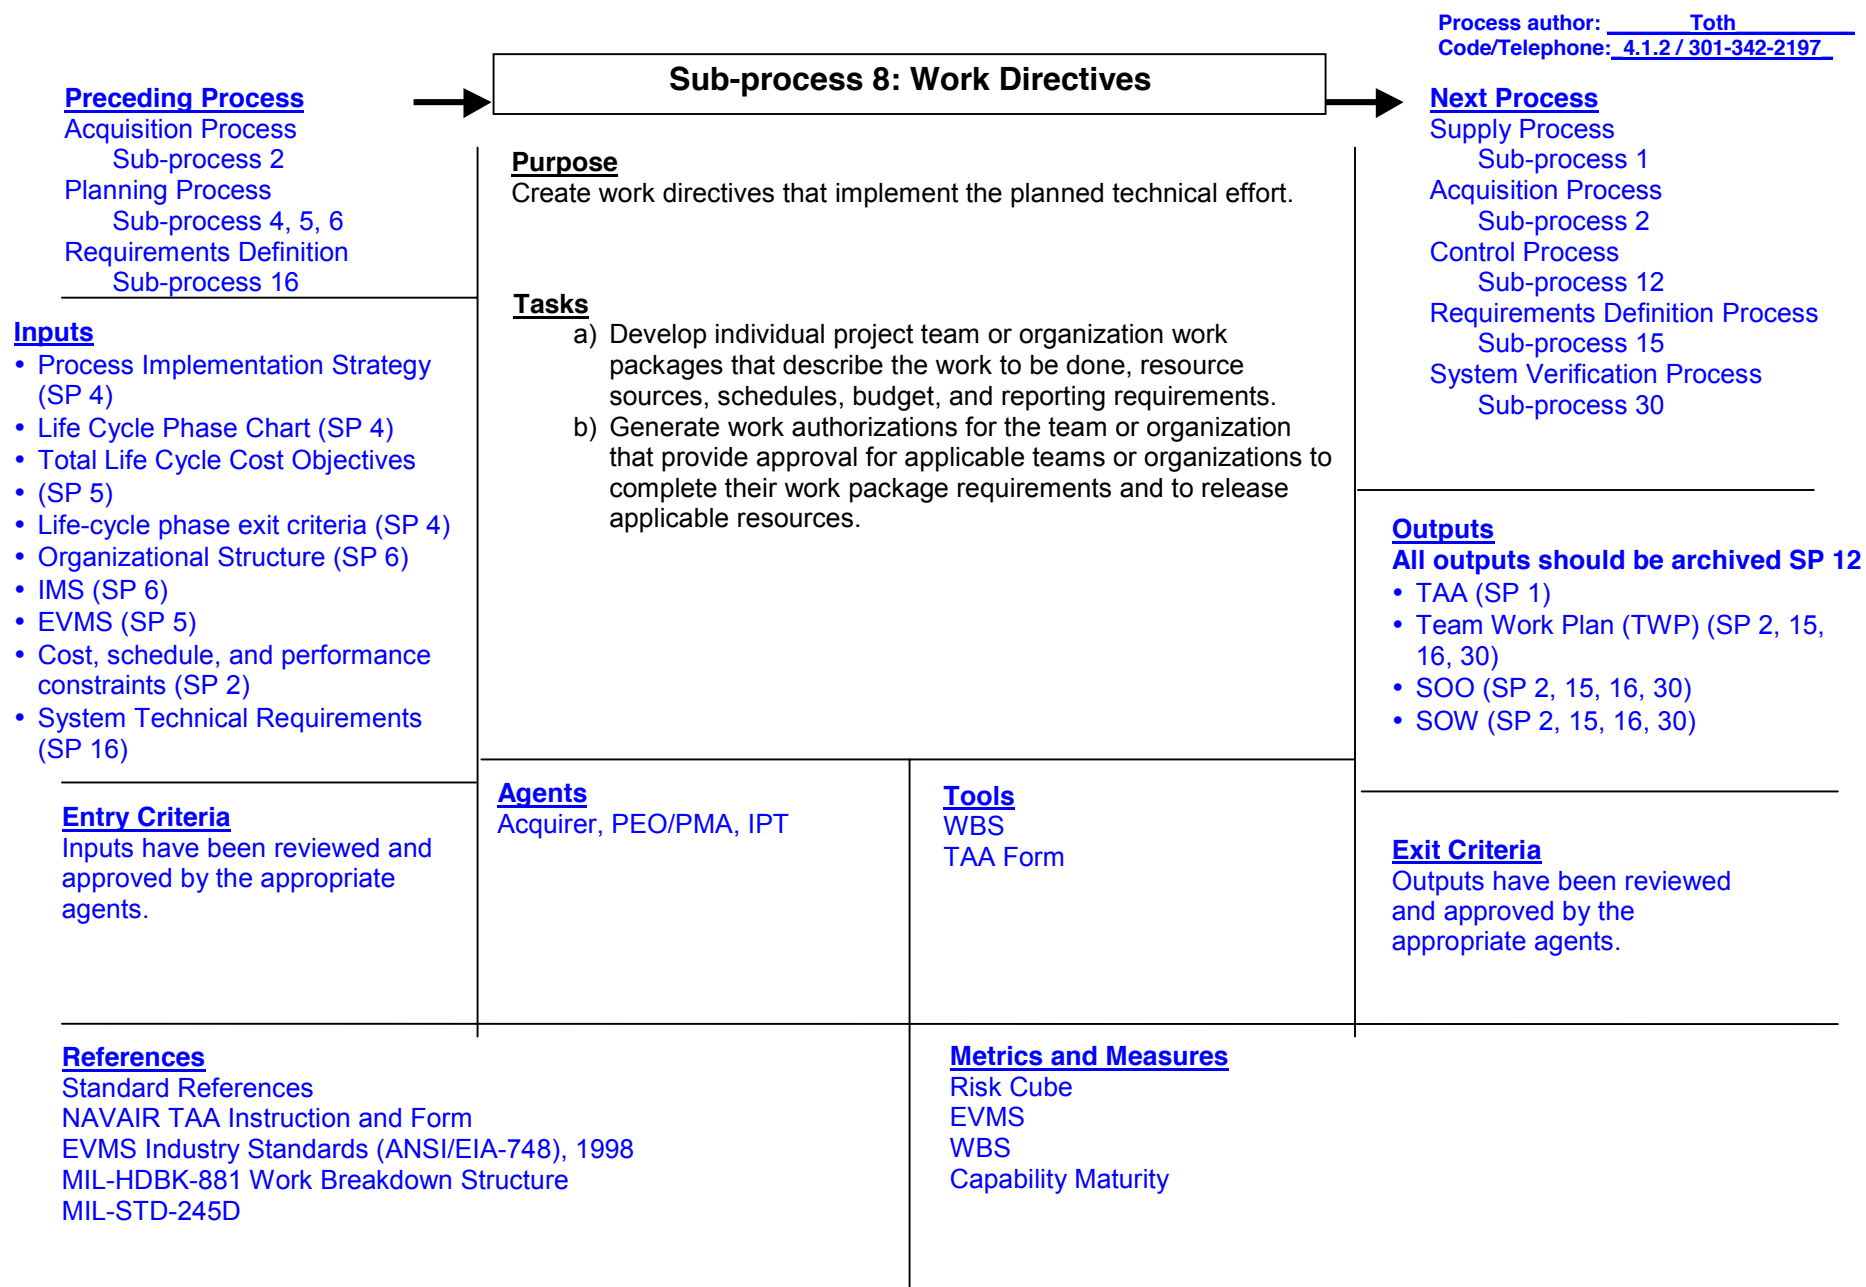 Process author: Toth
Code/Telephone: 4.1.2 / 301-342-2197
Sub-process 8: Work Directives
Preceding Process
Acquisition Process
Sub-process 2
Planning Process
Sub-process 4, 5, 6
Requirements Definition
Sub-process 16
Inputs
• Process Implementation Strategy
(SP 4)
• Life Cycle Phase Chart (SP 4)
• Total Life Cycle Cost Objectives
• (SP 5)
• Life-cycle phase exit criteria (SP 4)
• Organizational Structure (SP 6)
• IMS (SP 6)
• EVMS (SP 5)
• Cost, schedule, and performance
constraints (SP 2)
• System Technical Requirements
(SP 16)
Entry Criteria
Inputs have been reviewed and
approved by the appropriate
agents.
Purpose
Create work directives that implement the planned technical effort.
Tasks
a) Develop individual project team or organization work
packages that describe the work to be done, resource
sources, schedules, budget, and reporting requirements.
b) Generate work authorizations for the team or organization
that provide approval for applicable teams or organizations to
complete their work package requirements and to release
applicable resources.
Agents
Acquirer, PEO/PMA, IPT
Tools
WBS
TAA Form
Next Process
Supply Process
Sub-process 1
Acquisition Process
Sub-process 2
Control Process
Sub-process 12
Requirements Definition Process
Sub-process 15
System Verification Process
Sub-process 30
Outputs
All outputs should be archived SP 12
• TAA (SP 1)
• Team Work Plan (TWP) (SP 2, 15,
16, 30)
• SOO (SP 2, 15, 16, 30)
• SOW (SP 2, 15, 16, 30)
Exit Criteria
Outputs have been reviewed
and approved by the
appropriate agents.
References
Standard References
NAVAIR TAA Instruction and Form
EVMS Industry Standards (ANSI/EIA-748), 1998
MIL-HDBK-881 Work Breakdown Structure
MIL-STD-245D
Metrics and Measures
Risk Cube
EVMS
WBS
Capability Maturity